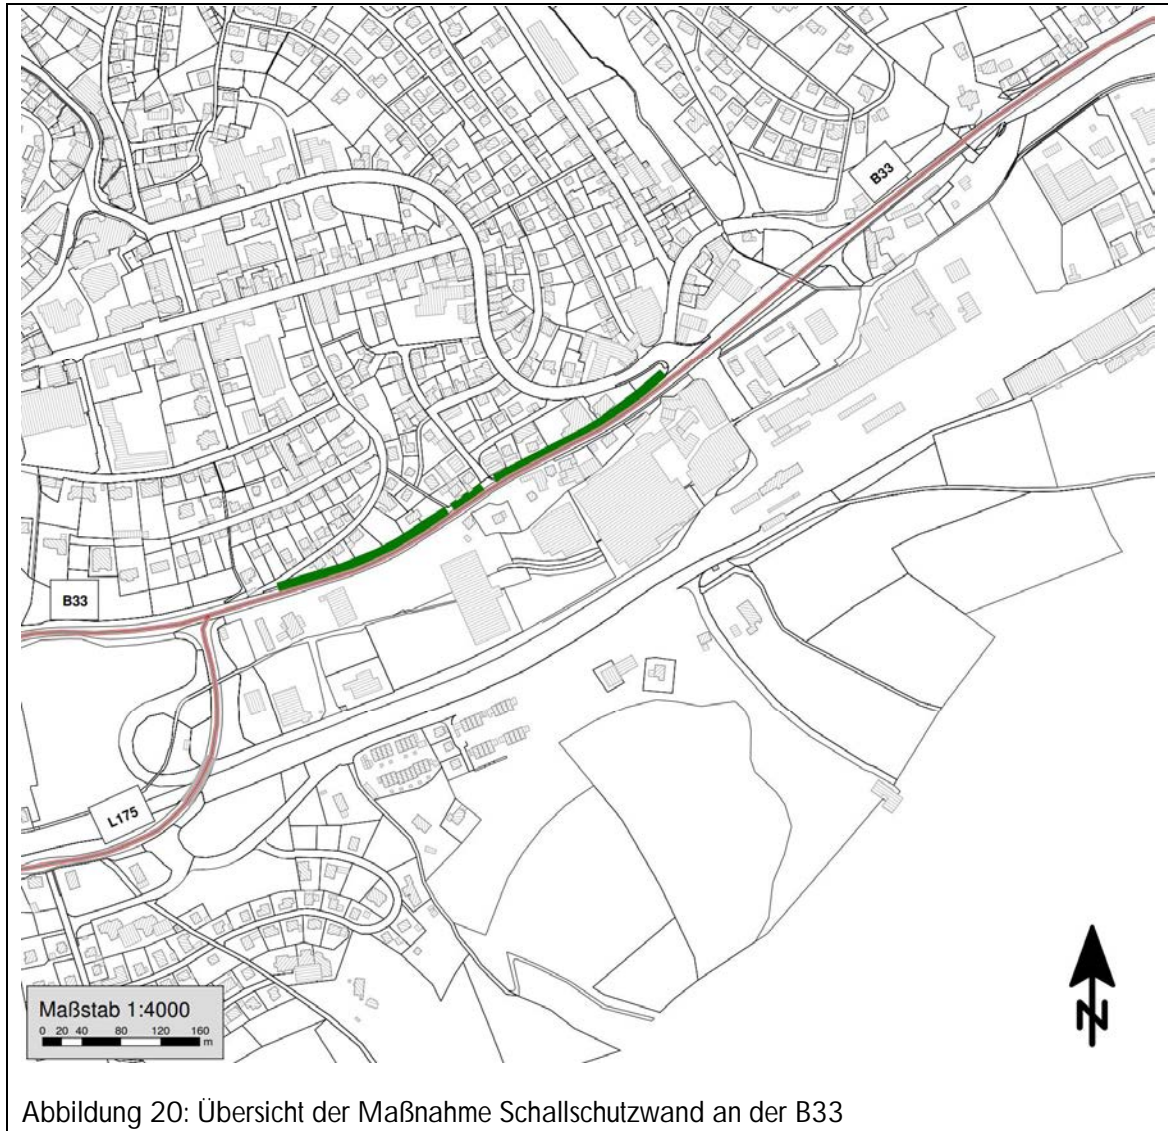 B33
B33
L175
Maßstab 1:4000
0 20 40 80 120 160
m
N
Abbildung 20: Übersicht der Maßnahme Schallschutzwand an der B33